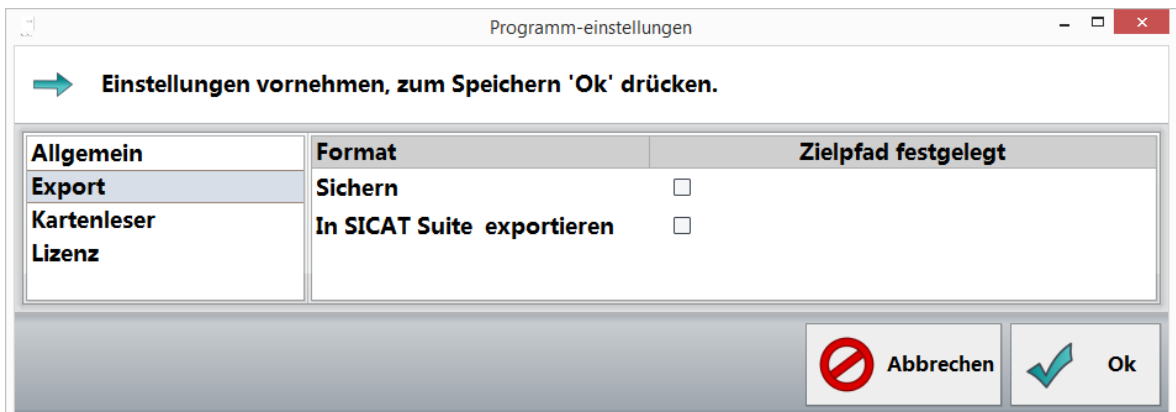 Programm-einstellungen
Einstellungen vornehmen, zum Speichern 'Ok' drücken.
Allgemein
Export
Kartenleser
Lizenz
Format Zielpfad festgelegt
Sichern
In SICAT Suite exportieren
Abbrechen Ok